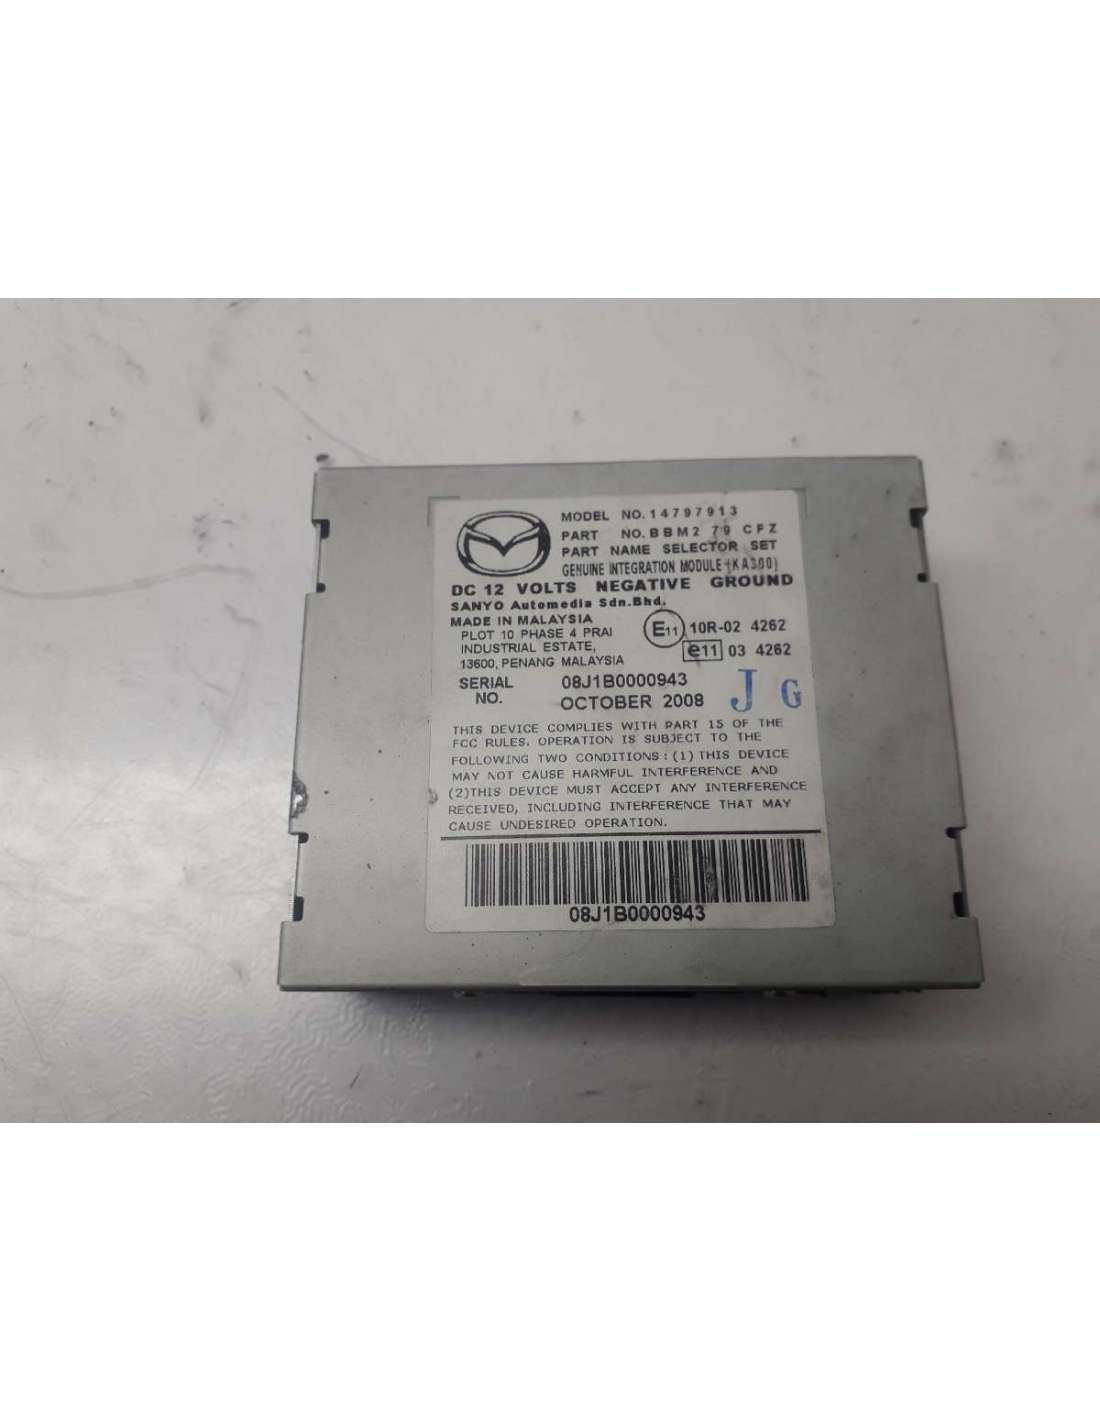 MODEL NO.14797913
PART NO.BBM2 79 CFZ
PART NAME SELECTOR SET
GENUINE INTEGRATION MODULE (KA300)
DC 12 VOLTS NEGATIVE GROUND
SANYO Automedia Sdn.Bhd.
MADE IN MALAYSIA
PLOT 10 PHASE 4 PRAI
INDUSTRIAL ESTATE,
13600, PENANG MALAYSIA
E11 10R-02 4262
e11 03 4262
SERIAL NO. 08J1B0000943
OCTOBER 2008
J G
THIS DEVICE COMPLIES WITH PART 15 OF THE
FCC RULES. OPERATION IS SUBJECT TO THE
FOLLOWING TWO CONDITIONS : (1) THIS DEVICE
MAY NOT CAUSE HARMFUL INTERFERENCE AND
(2)THIS DEVICE MUST ACCEPT ANY INTERFERENCE
RECEIVED, INCLUDING INTERFERENCE THAT MAY
CAUSE UNDESIRED OPERATION.
08J1B0000943